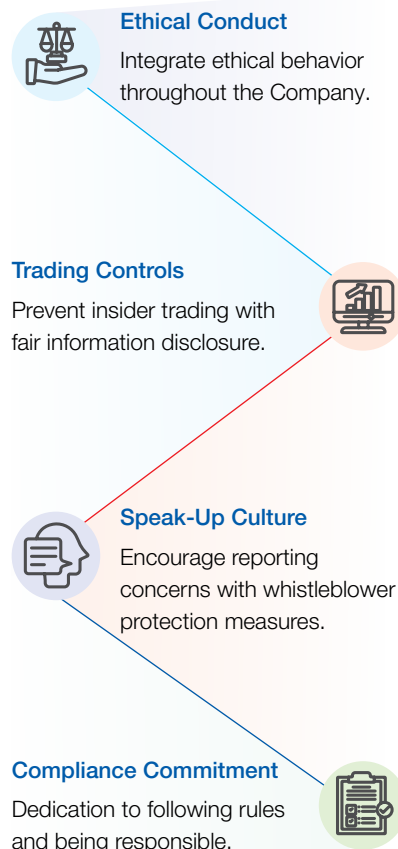 Ethical Conduct
Integrate ethical behavior
throughout the Company.
Trading Controls
Prevent insider trading with
fair information disclosure.
Speak-Up Culture
Encourage reporting
concerns with whistleblower
protection measures.
Compliance Commitment
Dedication to following rules
and being responsible.